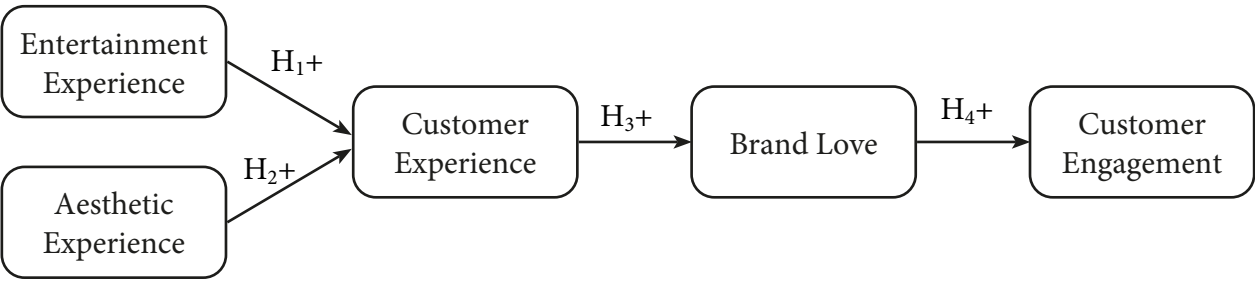 Entertainment
Experience
H₁+
Aesthetic
Experience
H₂+
Customer
Experience
H₃+
Brand Love
H₄+
Customer
Engagement